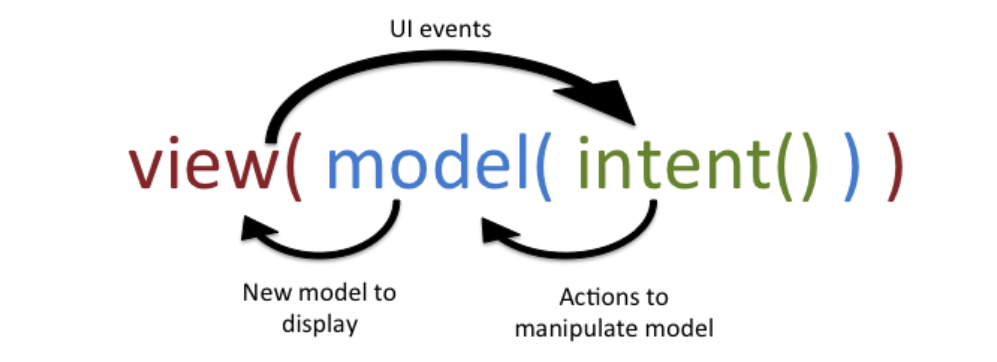 UI events
view( model( intent() ) )
New model to
display
Actions to
manipulate model